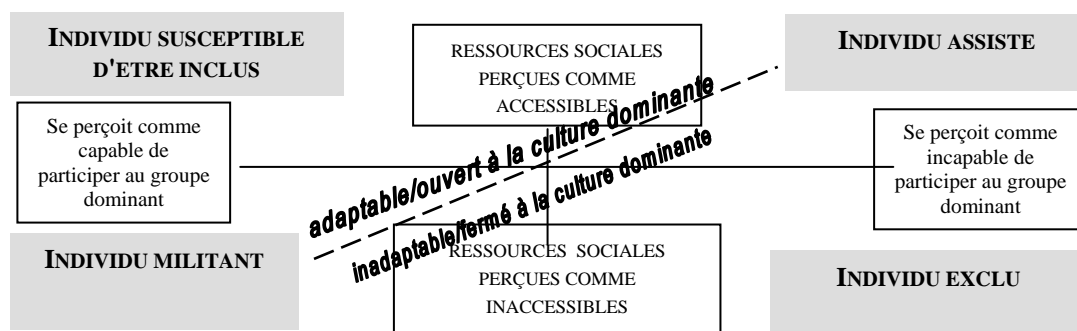 INDIVIDU SUSCEPTIBLE
D'ETRE INCLUS
RESSOURCES SOCIALES
PERÇUES COMME
ACCESSIBLES
INDIVIDU ASSISTE
Se perçoit comme
capable de
participer au groupe
dominant
adaptable/ouvert à la culture dominante
inadaptable/fermé à la culture dominante
Se perçoit comme
incapable de
participer au groupe
dominant
INDIVIDU MILITANT
RESSOURCES SOCIALES
PERÇUES COMME
INACCESSIBLES
INDIVIDU EXCLU